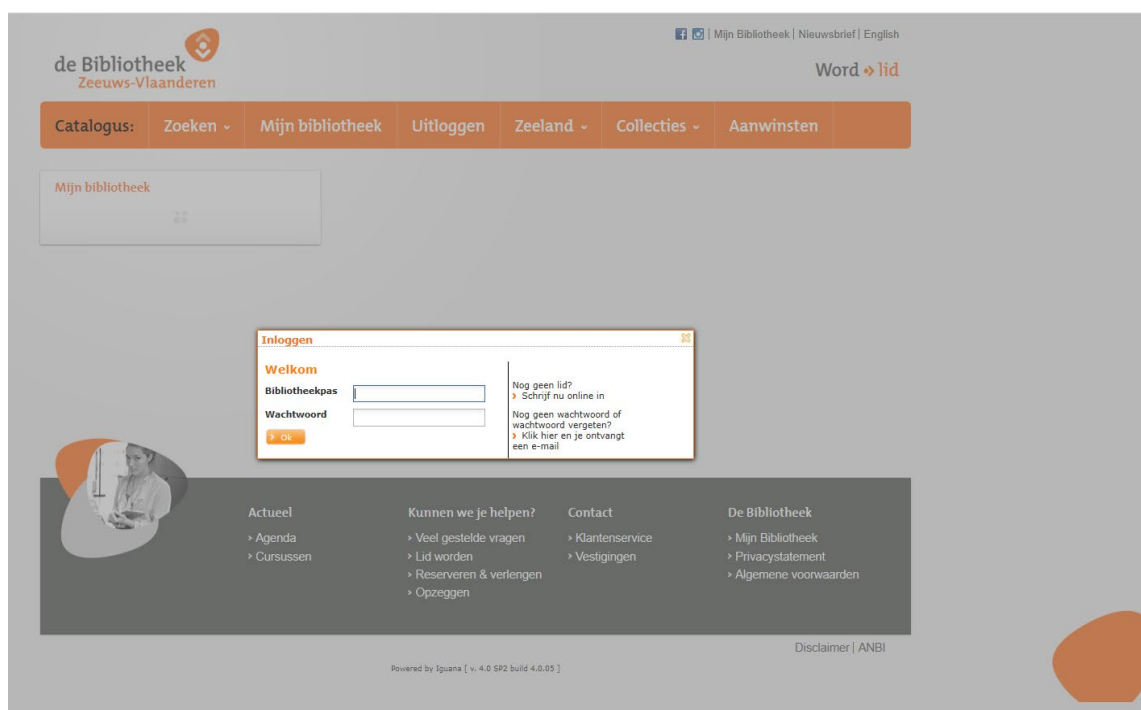 de Bibliotheek
Zeeuws-Vlaanderen
| Mijn Bibliotheek | Nieuwsbrief | English
Word lid
Catalogus: Zoeken Mijn bibliotheek Uitloggen Zeeland Collecties Aanwinsten
Mijn bibliotheek
Inloggen
Welkom
Bibliotheekpas
Wachtwoord
Ok
Nog geen lid?
Schrijf nu online in
Nog geen wachtwoord of
wachtwoord vergeten?
Klik hier en je ontvangt
een e-mail
Actueel
› Agenda
› Cursussen
Kunnen we je helpen?
› Veel gestelde vragen
› Lid worden
› Reserveren & verlengen
› Opzeggen
Contact
› Klantenservice
› Vestigingen
De Bibliotheek
› Mijn Bibliotheek
› Privacystatement
› Algemene voorwaarden
Disclaimer | ANBI
Powered by Iguana [ v. 4.0 SP2 build 4.0.05 ]